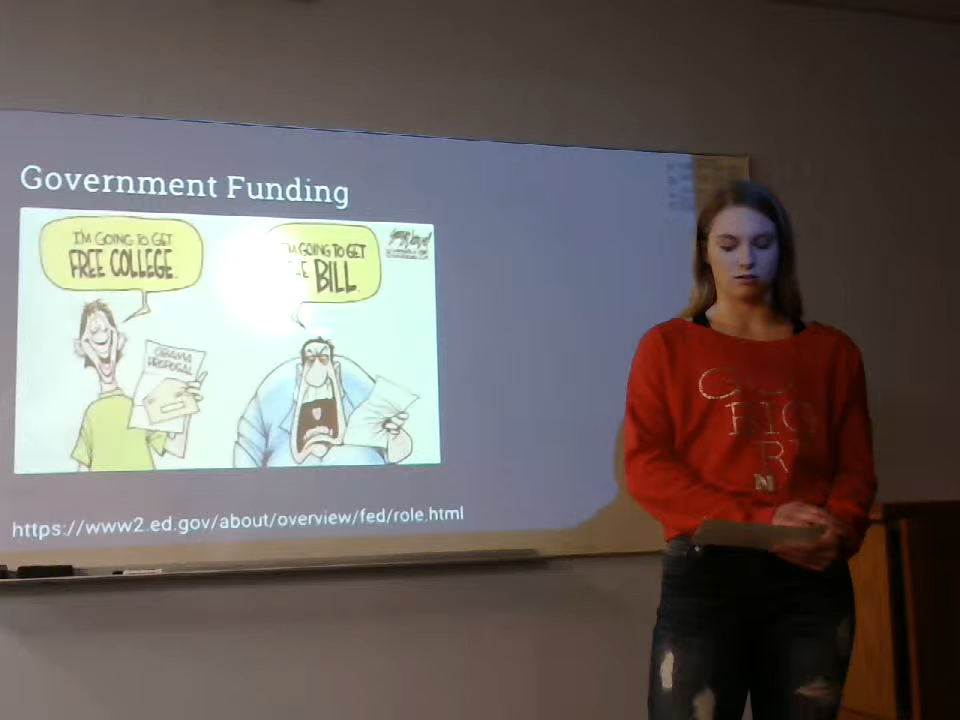 Government Funding
I'M GOING TO GET
FREE COLLEGE.
I'M GOING TO GET
BILL.
OBAMA
PROPOSAL
https://www2.ed.gov/about/overview/fed/role.html
BIG
N